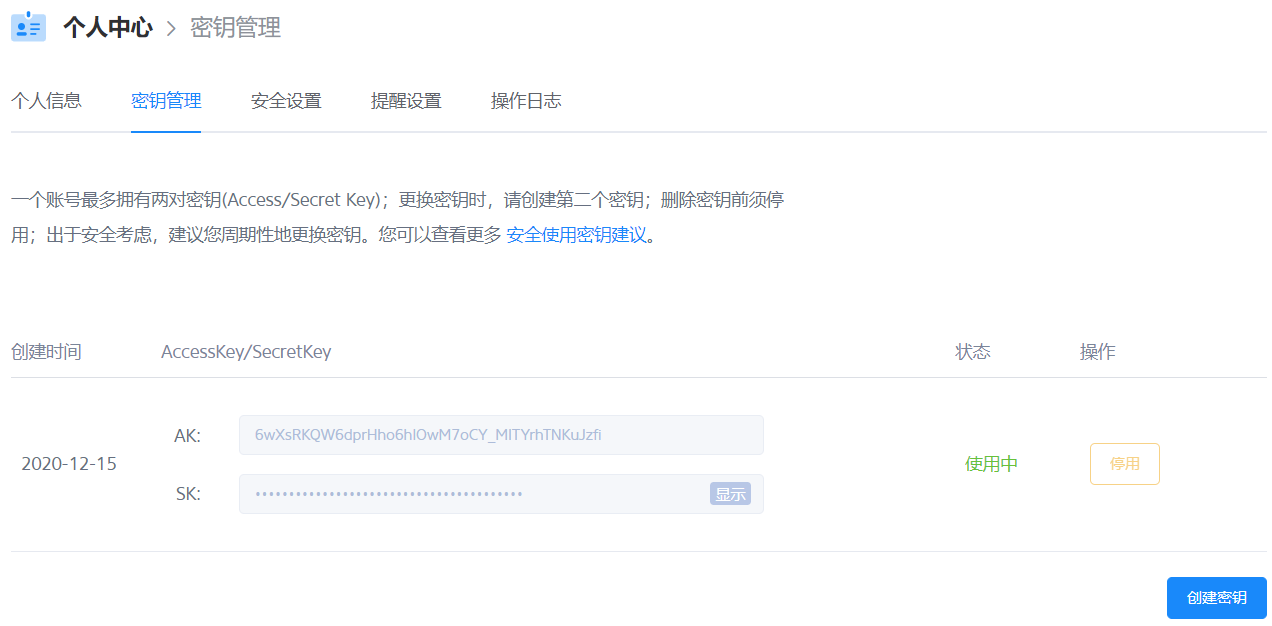 个人中心 > 密钥管理
个人信息 密钥管理 安全设置 提醒设置 操作日志
一个账号最多拥有两对密钥(Access/Secret Key)；更换密钥时，请创建第二个密钥；删除密钥前须停
用；出于安全考虑，建议您周期性地更换密钥。您可以查看更多 安全使用密钥建议。
创建时间 AccessKey/SecretKey 状态 操作
AK: 6wXsRKQW6dprHho6hIOwM7oCY_MITYrhTNKuJzfi
2020-12-15 使用中 停用
SK: •••••••••••••••••••••••••••••••••••••••• 显示
创建密钥